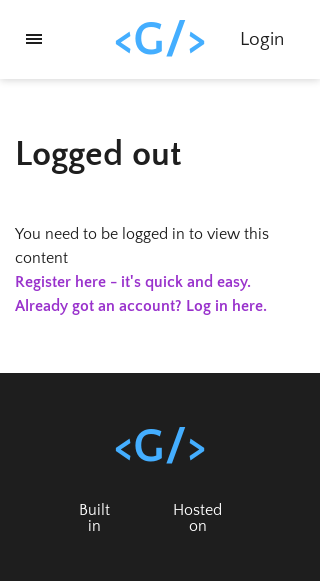 <G/>
Login
Logged out
You need to be logged in to view this
content
Register here - it's quick and easy.
Already got an account? Log in here.
<G/>
Built
in
Hosted
on